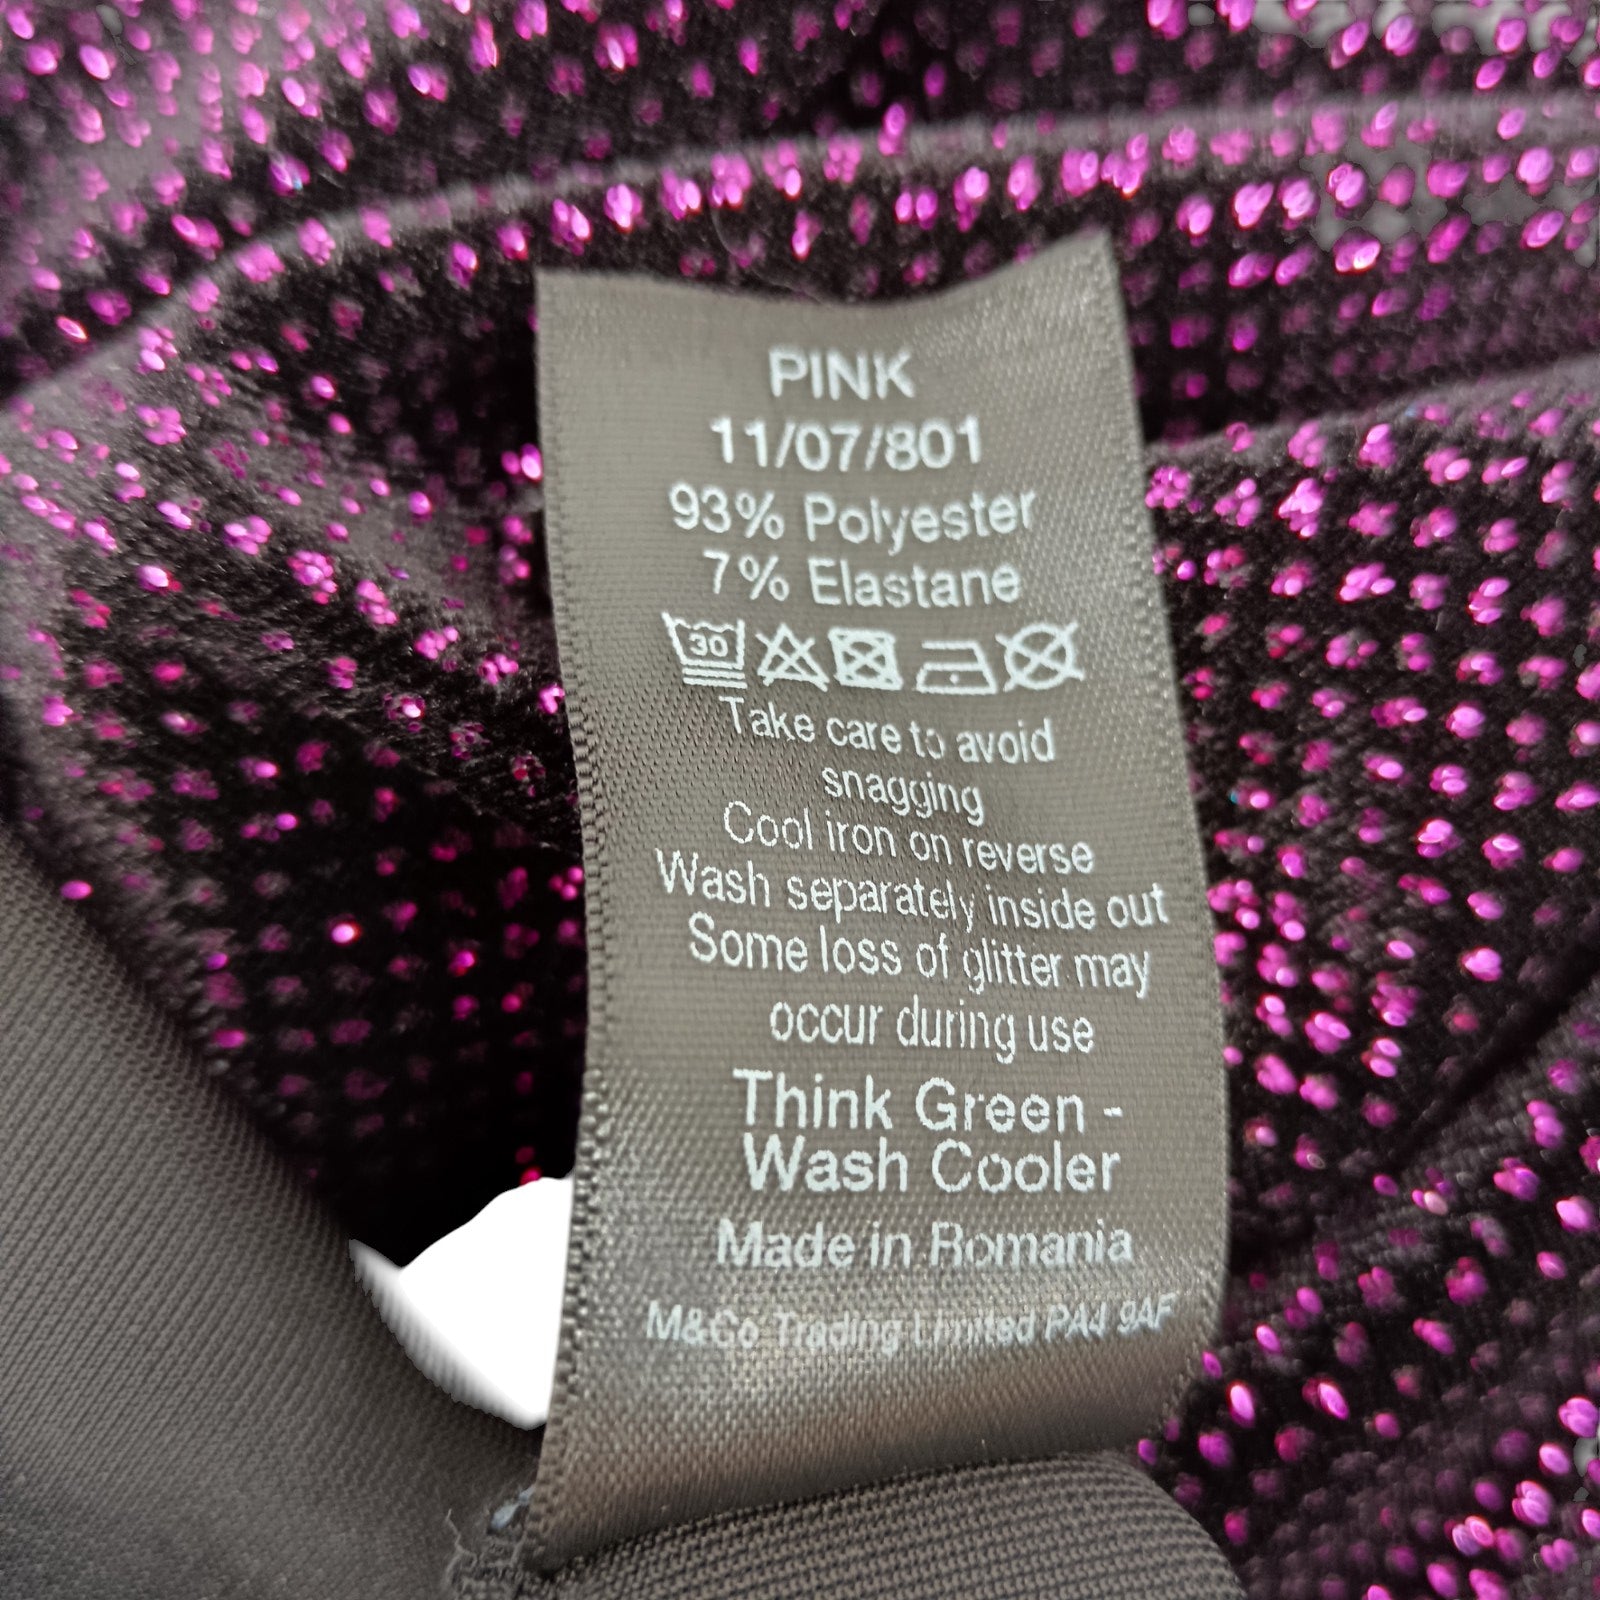 PINK
11/07/801
93% Polyester
7% Elastane
30
Take care to avoid
snagging
Cool iron on reverse
Wash separately inside out
Some loss of glitter may
occur during use
Think Green -
Wash Cooler
Made in Romania
M&Co Trading Limited PA4 9AF